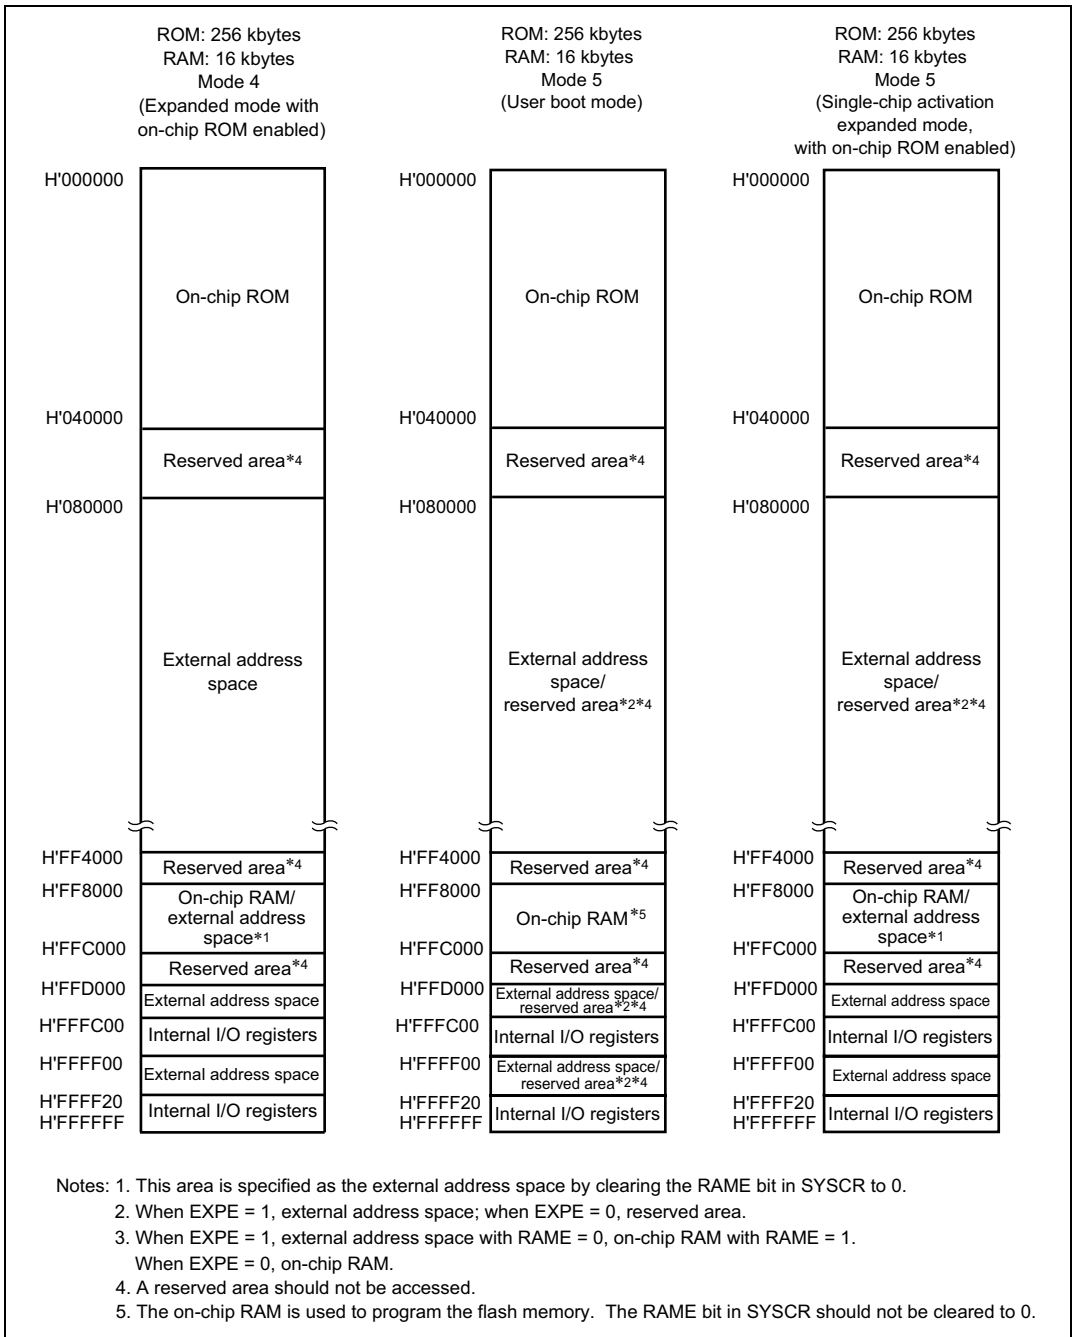 ROM: 256 kbytes
RAM: 16 kbytes
Mode 4
(Expanded mode with
on-chip ROM enabled)
H'000000
On-chip ROM
H'040000
Reserved area*4
H'080000
External address
space
H'FF4000
Reserved area*4
H'FF8000
On-chip RAM/
external address
space*1
H'FFC000
Reserved area*4
H'FFD000
External address space
H'FFFC00
Internal I/O registers
H'FFFF00
External address space
H'FFFF20
Internal I/O registers
H'FFFFFF
ROM: 256 kbytes
RAM: 16 kbytes
Mode 5
(User boot mode)
H'000000
On-chip ROM
H'040000
Reserved area*4
H'080000
External address
space/
reserved area*2*4
H'FF4000
Reserved area*4
H'FF8000
On-chip RAM*5
H'FFC000
Reserved area*4
H'FFD000
External address space/
reserved area*2*4
H'FFFC00
Internal I/O registers
H'FFFF00
External address space/
reserved area*2*4
H'FFFF20
Internal I/O registers
H'FFFFFF
ROM: 256 kbytes
RAM: 16 kbytes
Mode 5
(Single-chip activation
expanded mode,
with on-chip ROM enabled)
H'000000
On-chip ROM
H'040000
Reserved area*4
H'080000
External address
space/
reserved area*2*4
H'FF4000
Reserved area*4
H'FF8000
On-chip RAM/
external address
space*1
H'FFC000
Reserved area*4
H'FFD000
External address space
H'FFFC00
Internal I/O registers
H'FFFF00
External address space
H'FFFF20
Internal I/O registers
H'FFFFFF
Notes: 1. This area is specified as the external address space by clearing the RAME bit in SYSCR to 0.
2. When EXPE = 1, external address space; when EXPE = 0, reserved area.
3. When EXPE = 1, external address space with RAME = 0, on-chip RAM with RAME = 1.
When EXPE = 0, on-chip RAM.
4. A reserved area should not be accessed.
5. The on-chip RAM is used to program the flash memory. The RAME bit in SYSCR should not be cleared to 0.